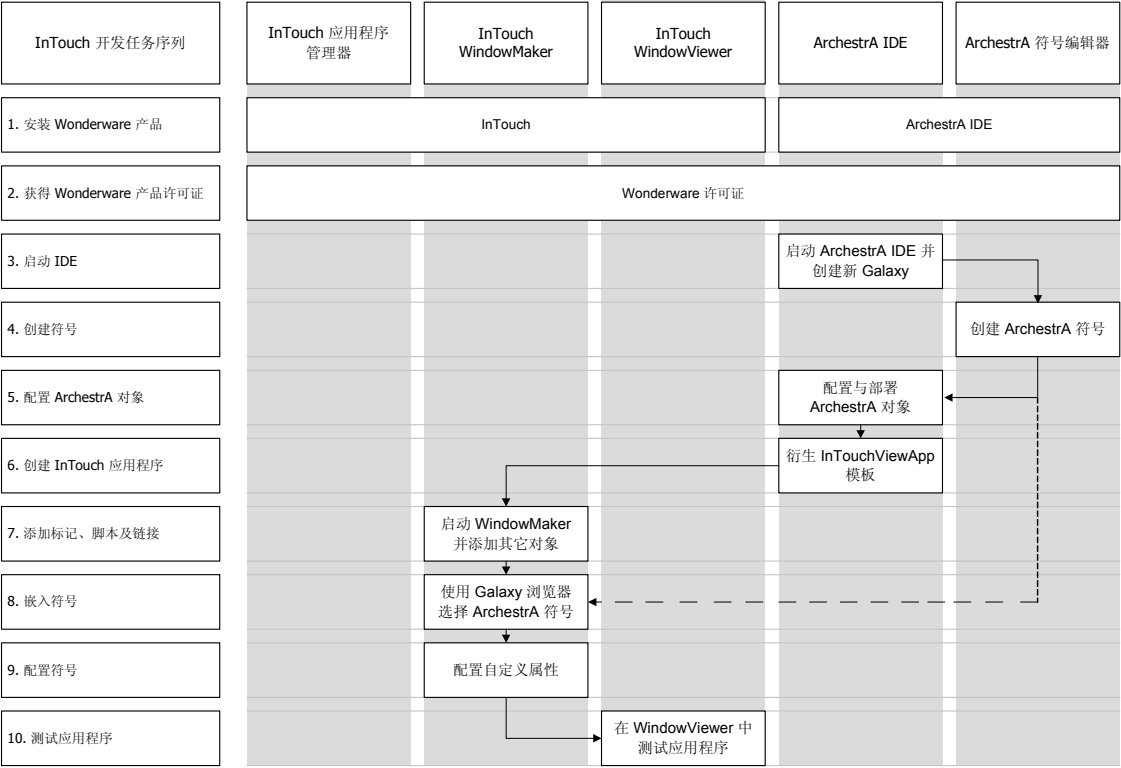 InTouch 开发任务序列
InTouch 应用程序
管理器
InTouch
WindowMaker
InTouch
WindowViewer
ArchestrA IDE
ArchestrA 符号编辑器
1. 安装 Wonderware 产品
InTouch
ArchestrA IDE
2. 获得 Wonderware 产品许可证
Wonderware 许可证
3. 启动 IDE
启动 ArchestrA IDE 并
创建新 Galaxy
4. 创建符号
创建 ArchestrA 符号
5. 配置 ArchestrA 对象
配置与部署
ArchestrA 对象
6. 创建 InTouch 应用程序
衍生 InTouchViewApp
模板
7. 添加标记、脚本及链接
启动 WindowMaker
并添加其它对象
8. 嵌入符号
使用 Galaxy 浏览器
选择 ArchestrA 符号
9. 配置符号
配置自定义属性
10. 测试应用程序
在 WindowViewer 中
测试应用程序